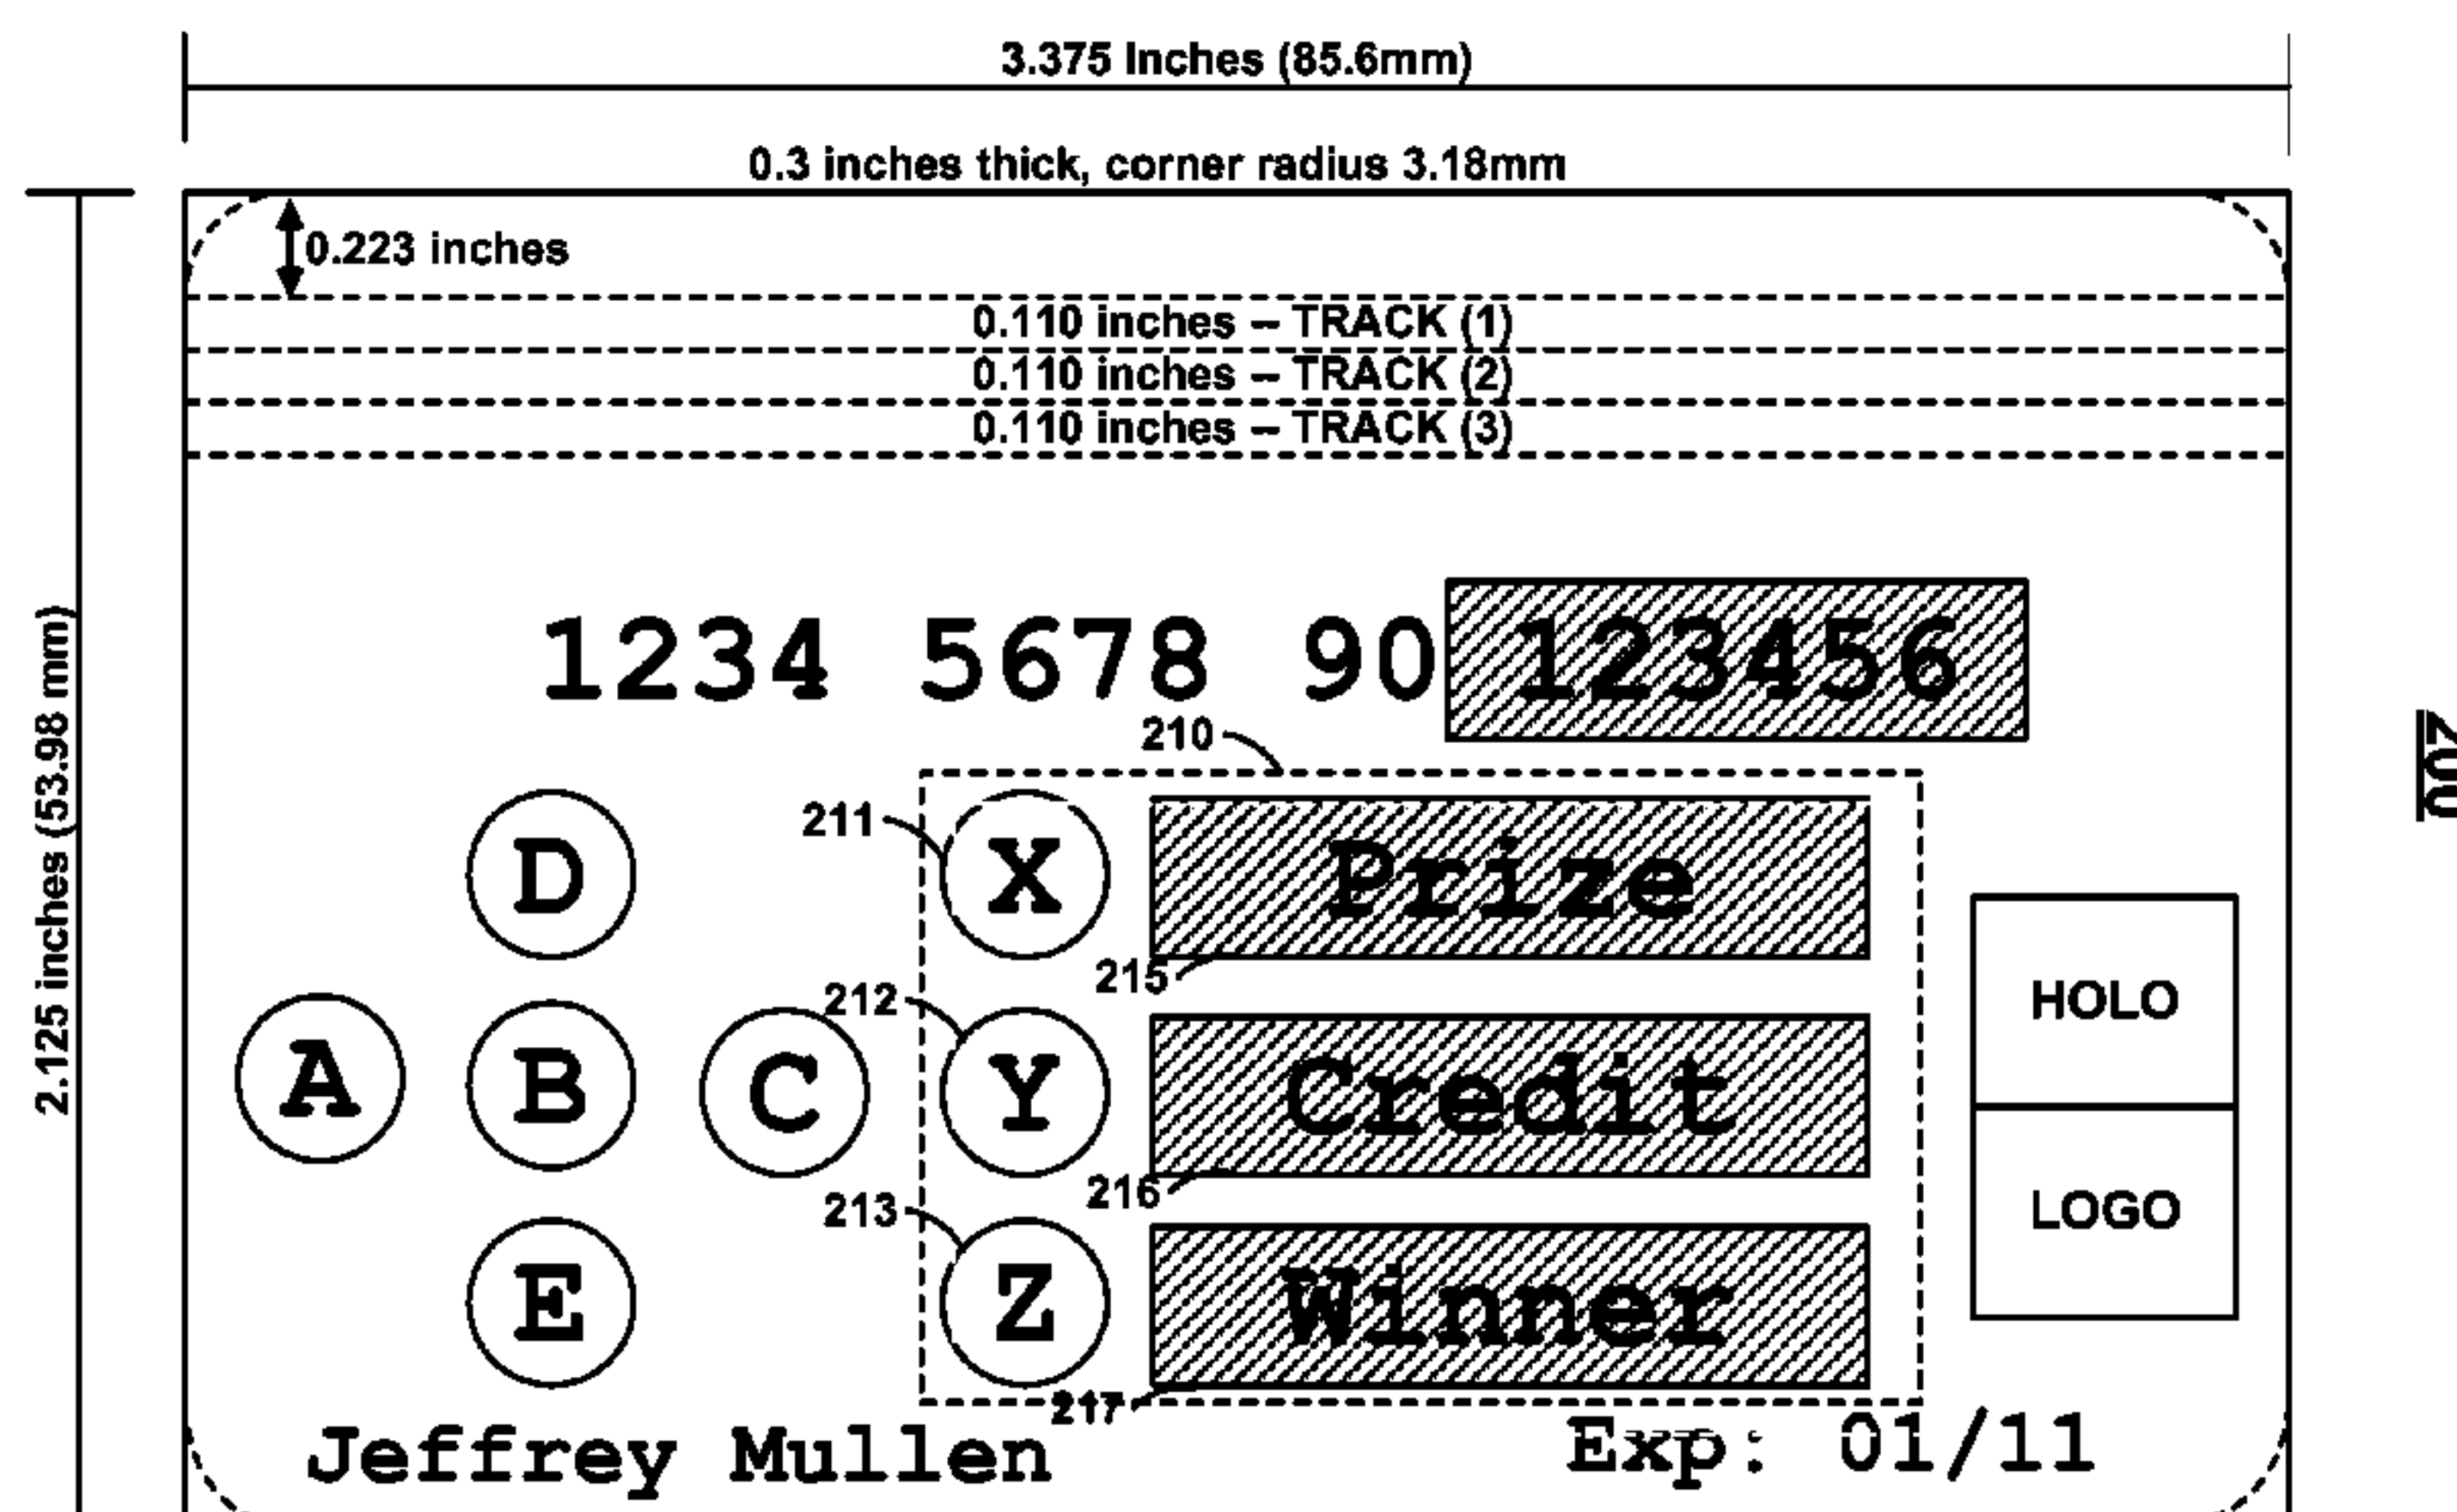 3.375 Inches (85.6mm)
0.3 inches thick, corner radius 3.18mm
0.223 inches
0.110 inches – TRACK (1)
0.110 inches – TRACK (2)
0.110 inches – TRACK (3)
2.125 inches (53.98 mm)
1234 5678 90 123456
210
200
211
D
X
Prize
215
212
A
B
C
Y
Credit
HOLO
216
213
LOGO
E
Z
Winner
217
Jeffrey Mullen
Exp: 01/11